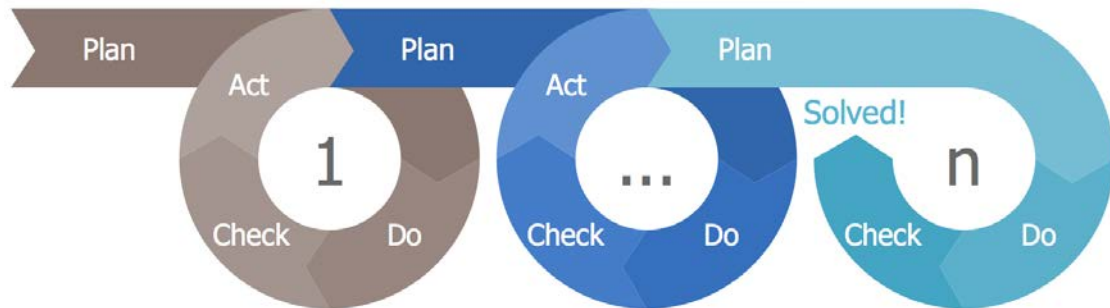 Plan
Plan
Plan
Act
Act
Solved!
1
...
n
Check
Do
Check
Do
Check
Do